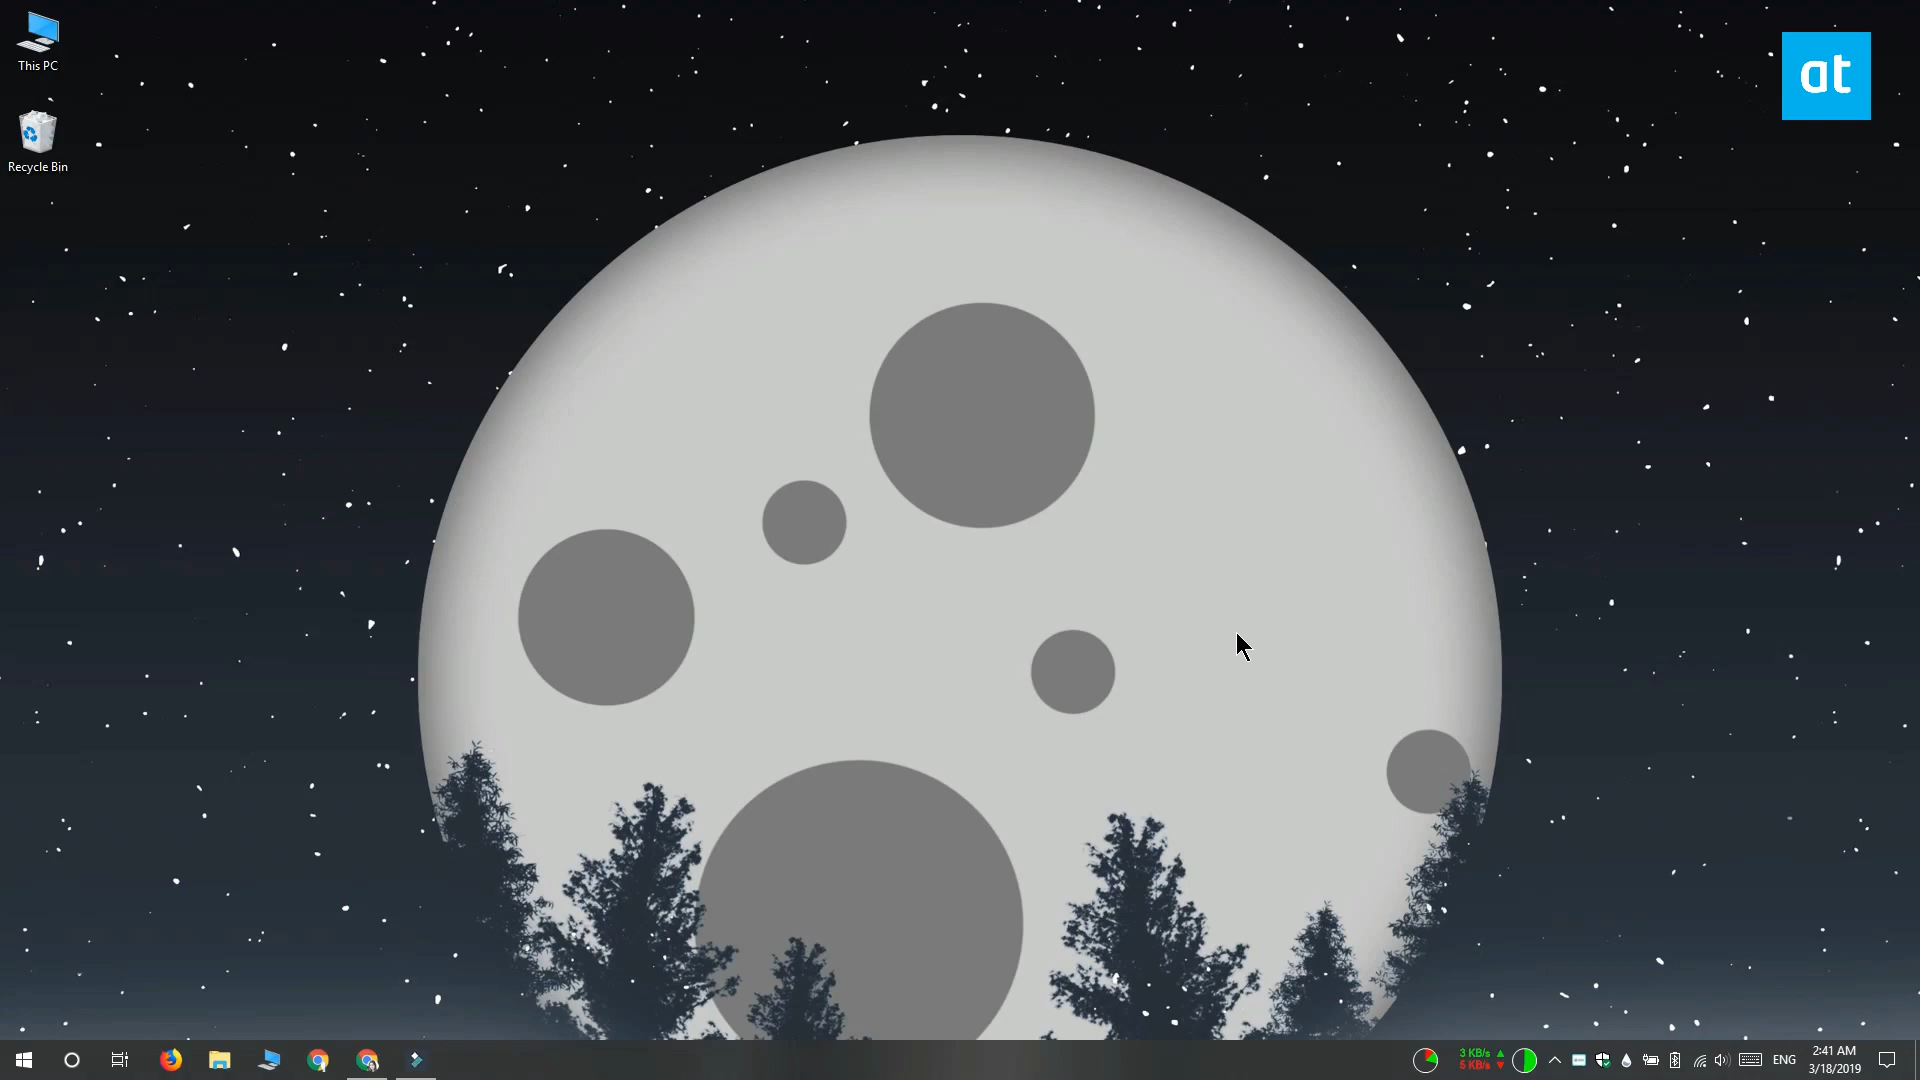 This PC
at
Recycle Bin
3 KB/s
5 KB/s
ENG
2:41 AM
3/18/2019